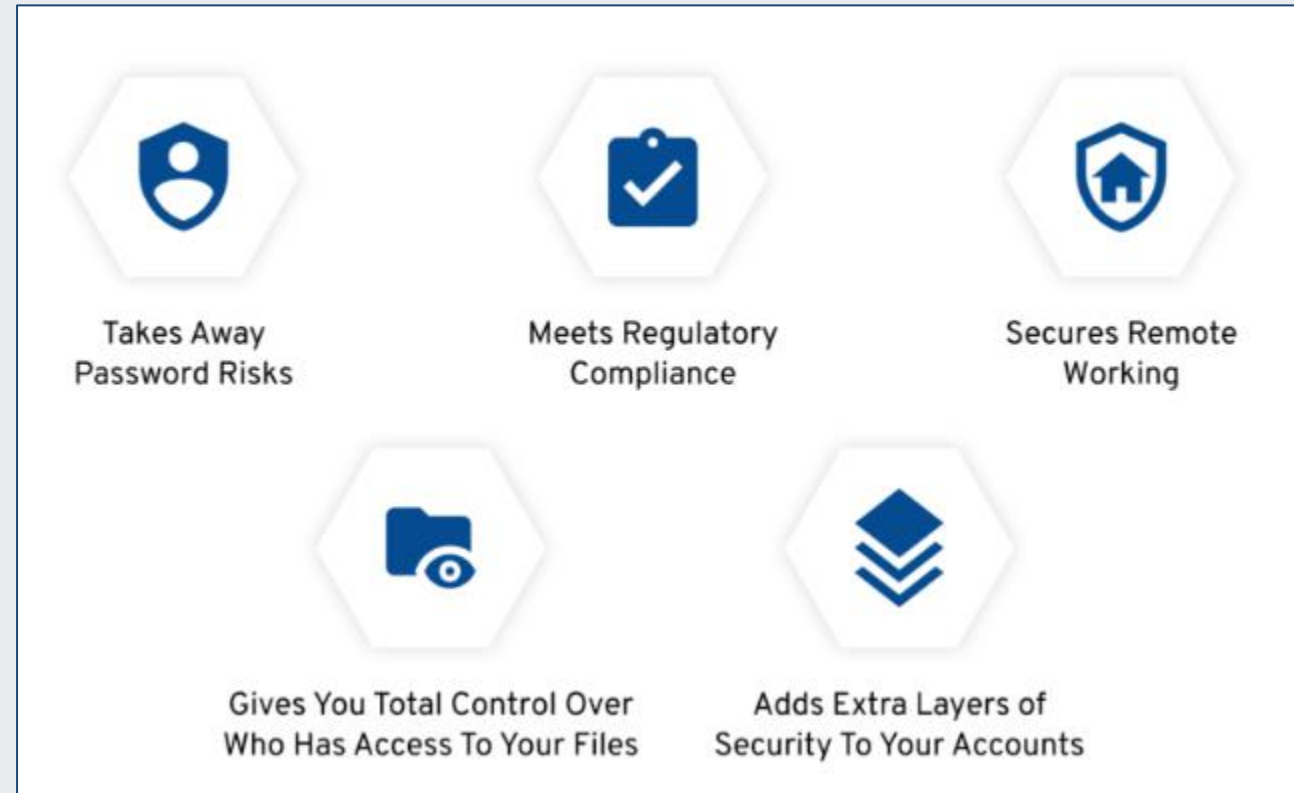 Takes Away
Password Risks
Meets Regulatory
Compliance
Secures Remote
Working
Gives You Total Control Over
Who Has Access To Your Files
Adds Extra Layers of
Security To Your Accounts